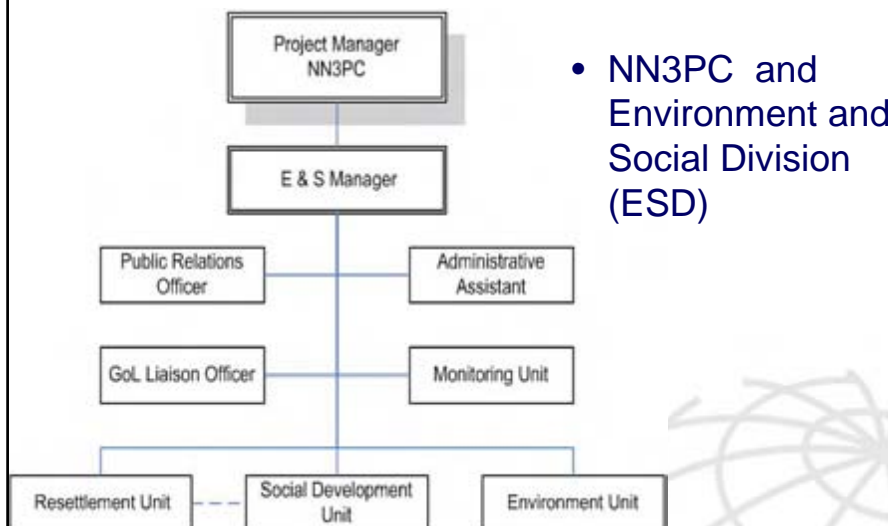 Project Manager
NN3PC
E & S Manager
Public Relations
Officer
Administrative
Assistant
GoL Liaison Officer
Monitoring Unit
Resettlement Unit
Social Development
Unit
Environment Unit
• NN3PC and
Environment and
Social Division
(ESD)